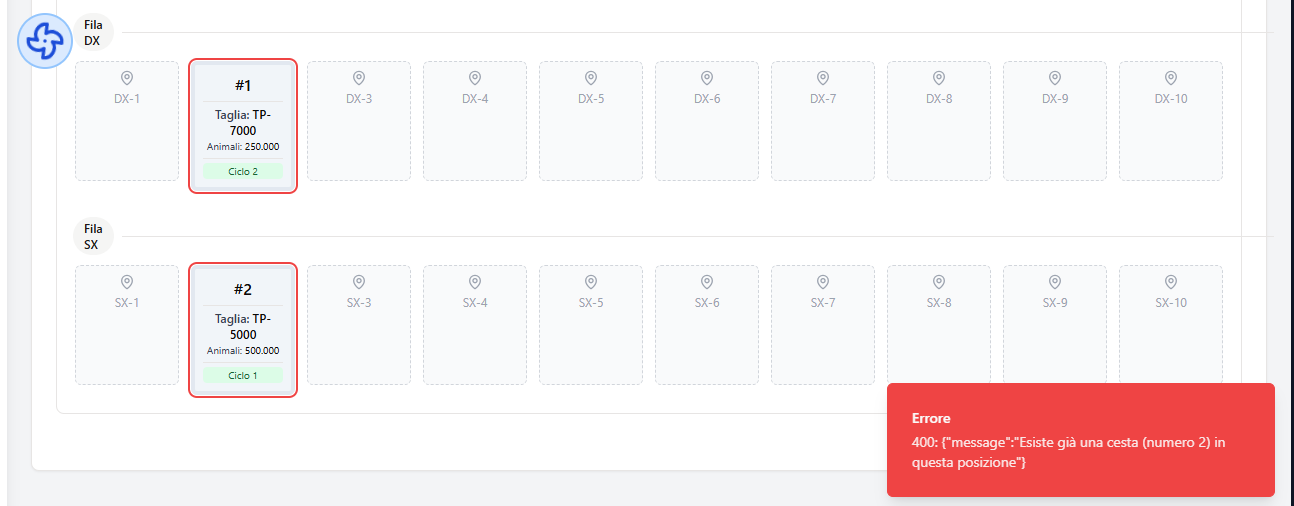 Fila
DX
DX-1
#1
Taglia: TP-
7000
Animali: 250.000
Ciclo 2
DX-3
DX-4
DX-5
DX-6
DX-7
DX-8
DX-9
DX-10
Fila
SX
SX-1
#2
Taglia: TP-
5000
Animali: 500.000
Ciclo 1
SX-3
SX-4
SX-5
SX-6
SX-7
SX-8
SX-9
SX-10
Errore
400: {"message":"Esiste già una cesta (numero 2) in
questa posizione"}